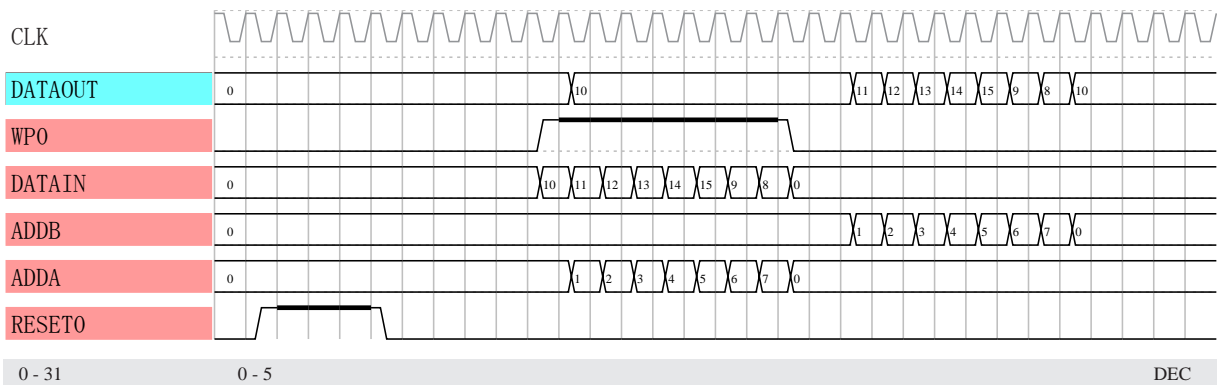 CLK
DATAOUT 0 10 11 12 13 14 15 9 8 10
WP0
DATAIN 0 10 11 12 13 14 15 9 8 0
ADDB 0 1 2 3 4 5 6 7 0
ADDA 0 1 2 3 4 5 6 7 0
RESET0
0 - 31 0 - 5 DEC